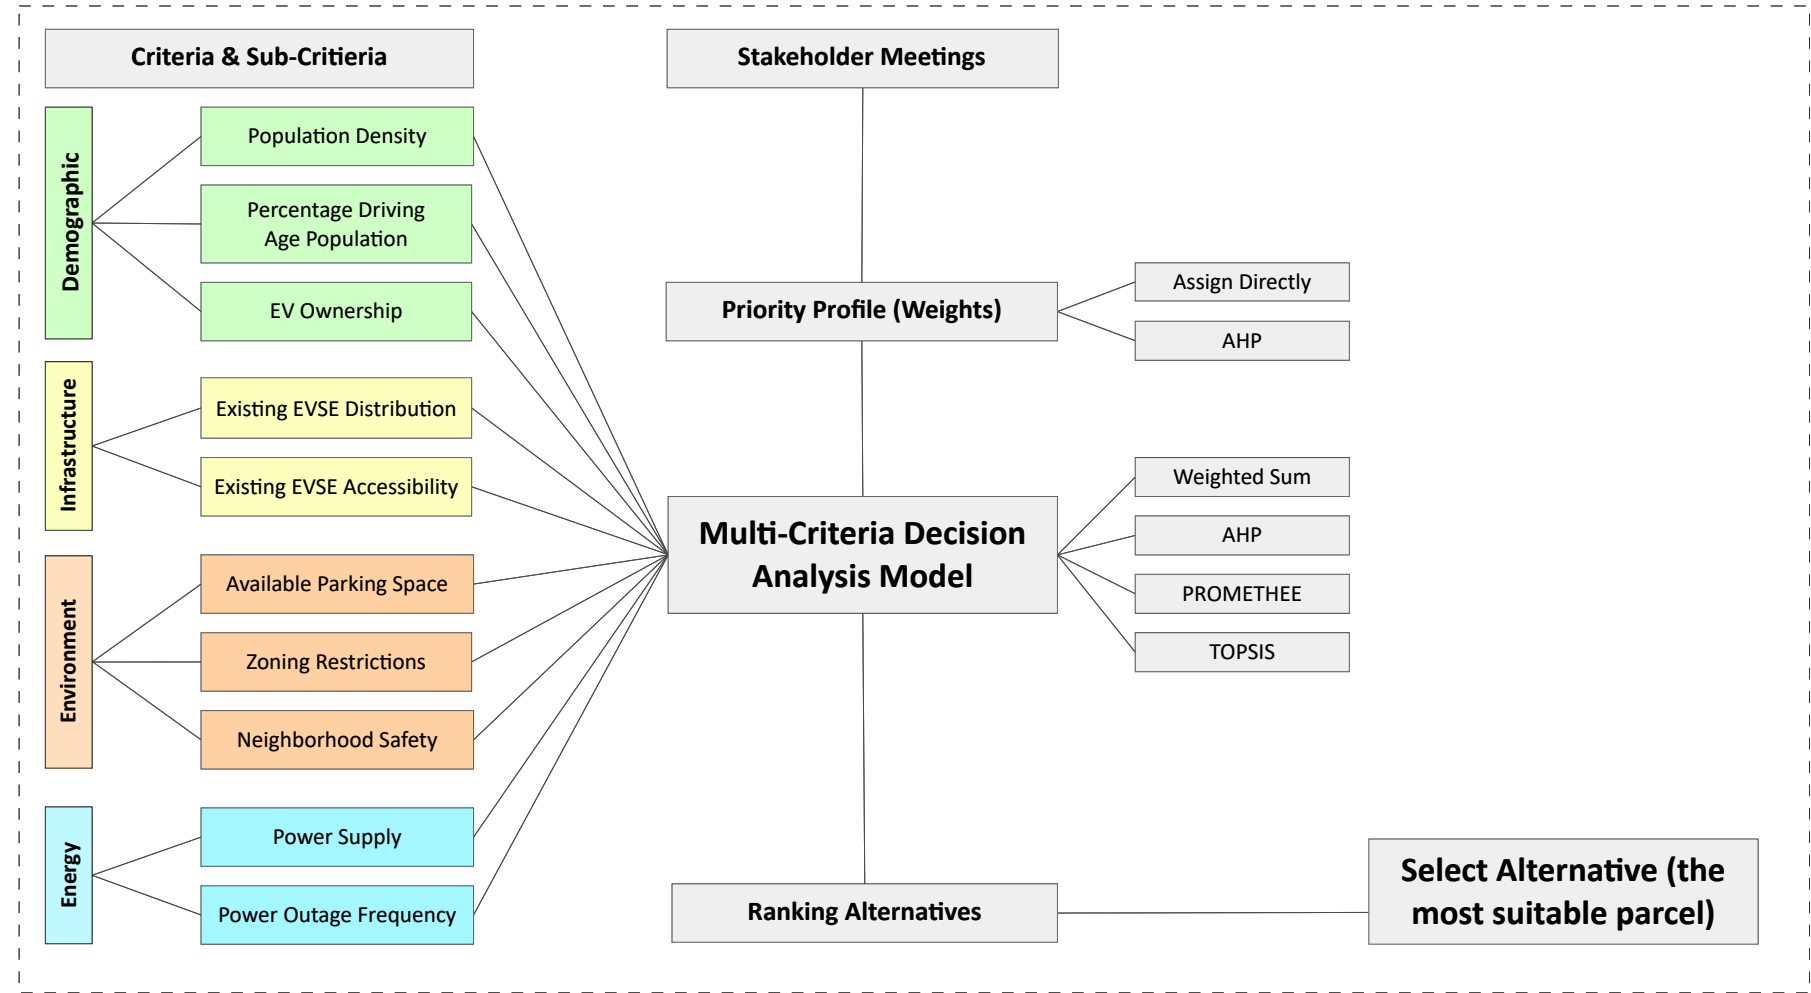 Criteria & Sub-Critieria
Demographic
Population Density
Percentage Driving
Age Population
EV Ownership
Infrastructure
Existing EVSE Distribution
Existing EVSE Accessibility
Environment
Available Parking Space
Zoning Restrictions
Neighborhood Safety
Energy
Power Supply
Power Outage Frequency
Stakeholder Meetings
Priority Profile (Weights)
Assign Directly
AHP
Multi-Criteria Decision
Analysis Model
Weighted Sum
AHP
PROMETHEE
TOPSIS
Ranking Alternatives
Select Alternative (the
most suitable parcel)